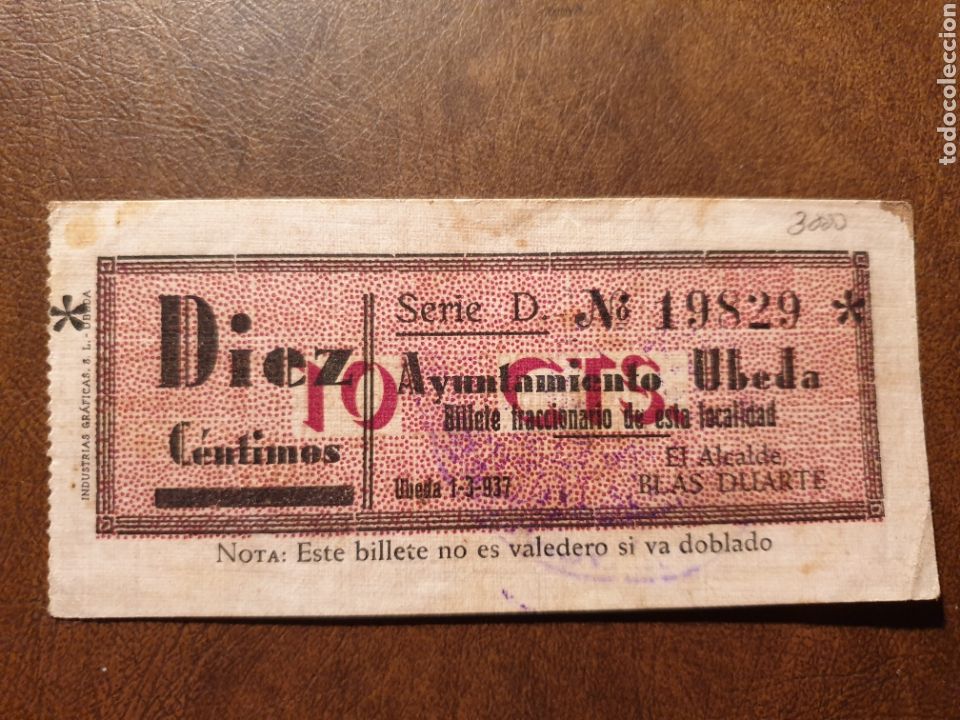 3000
Serie D. Nº 19829
Diez
Céntimos
10 CTS
Ayuntamiento Ubeda
Billete fraccionario de esta localidad
El Alcalde
Ubeda 1-3-937
BLAS DUARTE
NOTA: Este billete no es valedero si va doblado
INDUSTRIAS GRÁFICAS, S. L. - UBEDA
todocoleccion